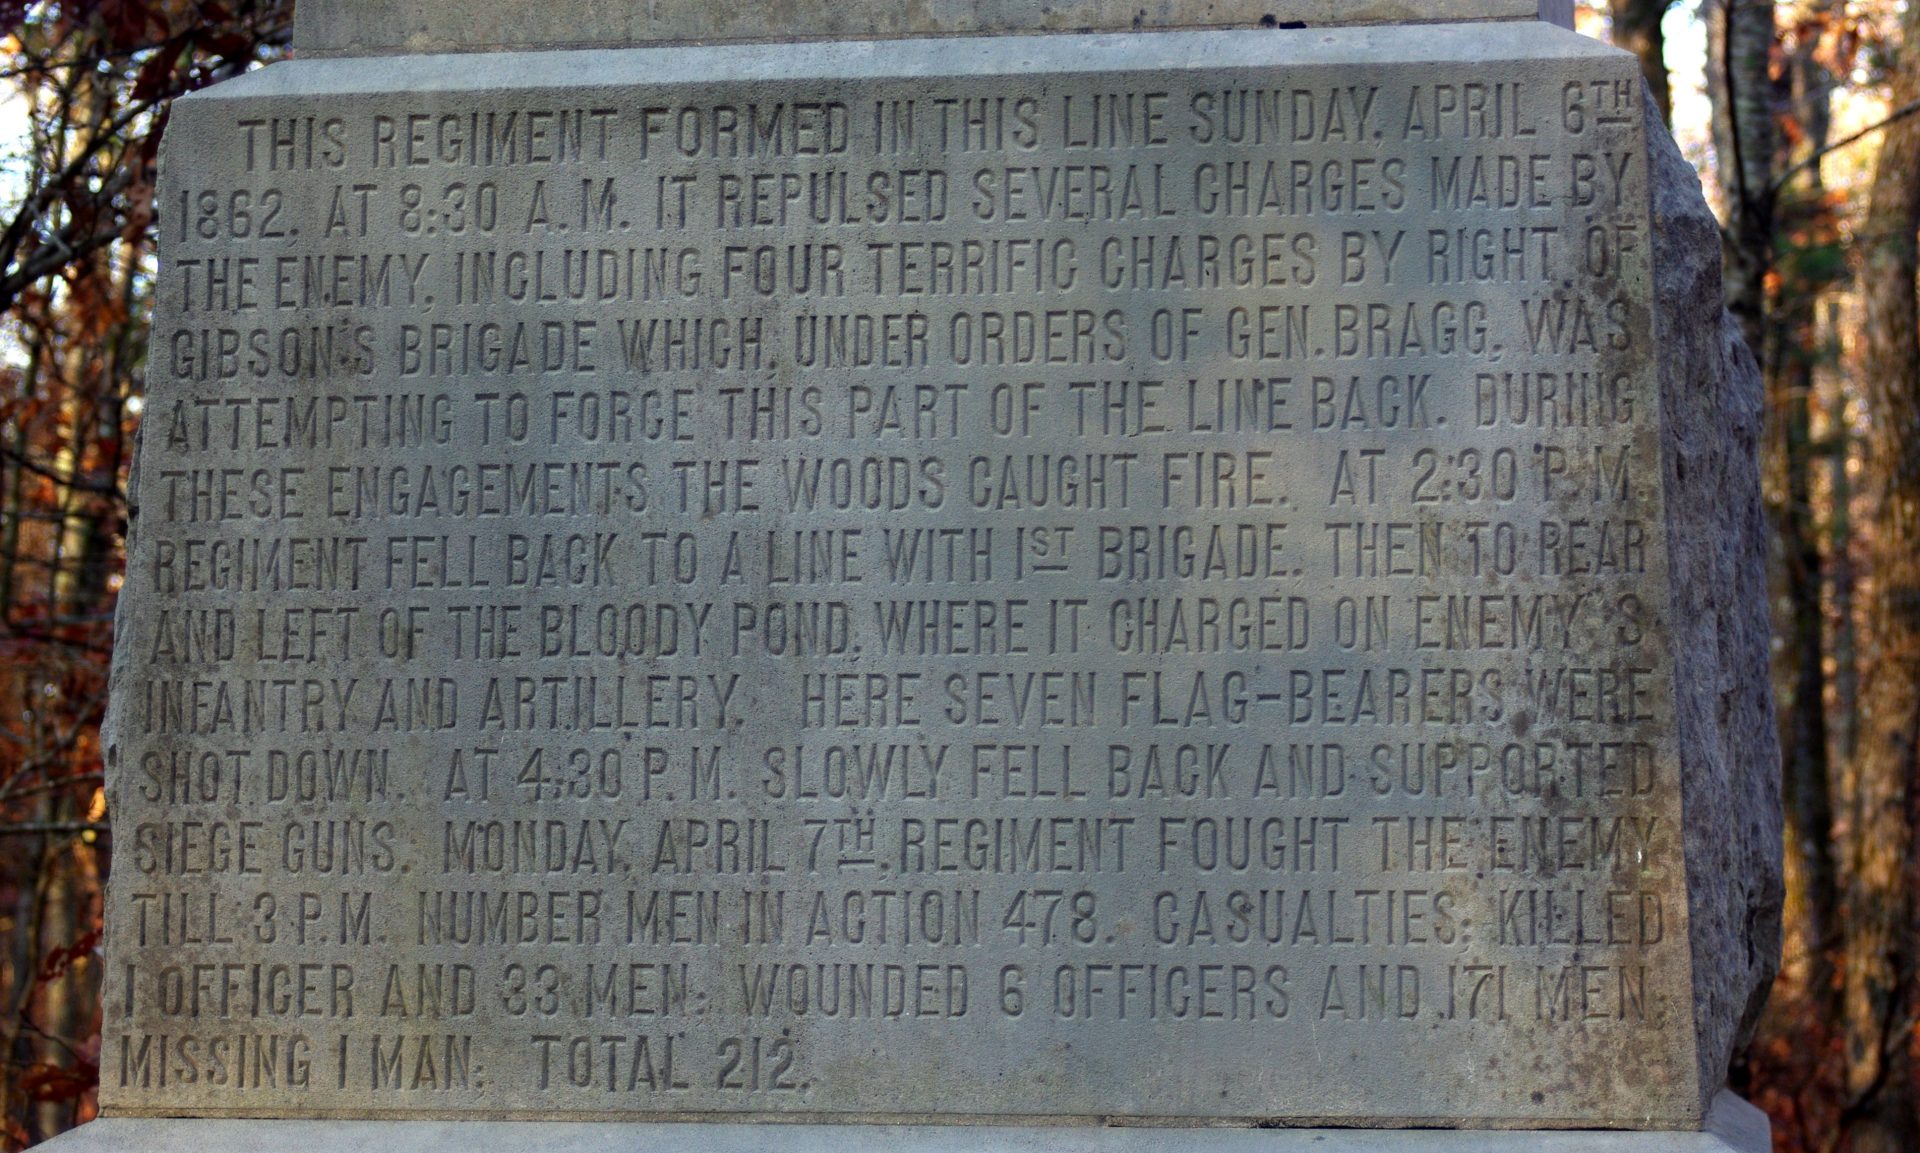 THIS REGIMENT FORMED IN THIS LINE SUNDAY, APRIL 6TH
1862. AT 8:30 A.M. IT REPULSED SEVERAL CHARGES MADE BY
THE ENEMY, INCLUDING FOUR TERRIFIC CHARGES BY RIGHT OF
GIBSON'S BRIGADE WHICH, UNDER ORDERS OF GEN. BRAGG, WAS
ATTEMPTING TO FORCE THIS PART OF THE LINE BACK. DURING
THESE ENGAGEMENTS THE WOODS CAUGHT FIRE. AT 2:30 P.M.
REGIMENT FELL BACK TO A LINE WITH 1ST BRIGADE, THEN TO REAR
AND LEFT OF THE BLOODY POND, WHERE IT CHARGED ON ENEMY'S
INFANTRY AND ARTILLERY. HERE SEVEN FLAG-BEARERS WERE
SHOT DOWN. AT 4:30 P.M. SLOWLY FELL BACK AND SUPPORTED
SIEGE GUNS. MONDAY, APRIL 7TH, REGIMENT FOUGHT THE ENEMY
TILL 3 P.M. NUMBER MEN IN ACTION 478. CASUALTIES; KILLED
1 OFFICER AND 33 MEN; WOUNDED 6 OFFICERS AND 171 MEN;
MISSING 1 MAN; TOTAL 212.